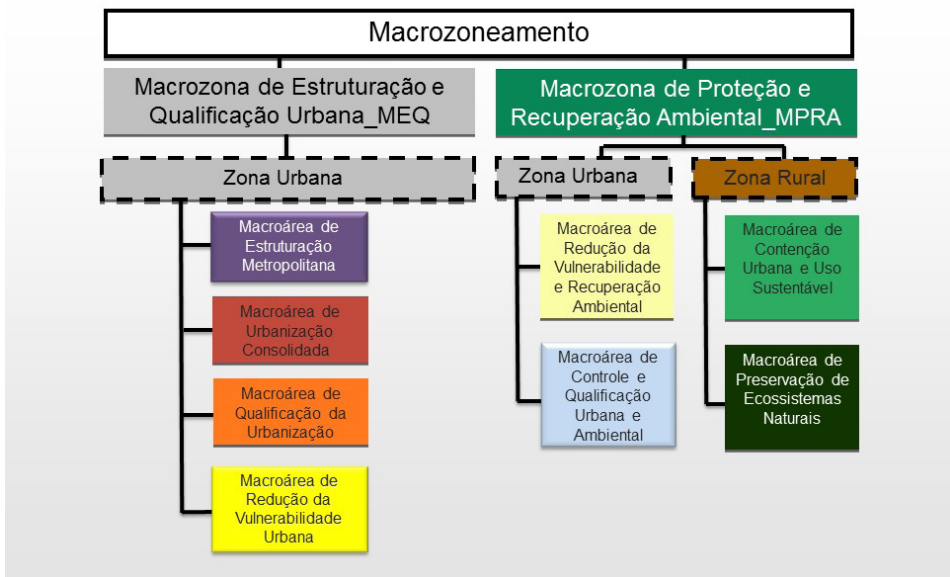 Macrozoneamento
Macrozona de Estruturação e
Qualificação Urbana_MEQ
Zona Urbana
Macroárea de
Estruturação
Metropolitana
Macroárea de
Urbanização
Consolidada
Macroárea de
Qualificação da
Urbanização
Macroárea de
Redução da
Vulnerabilidade
Urbana
Macrozona de Proteção e
Recuperação Ambiental_MPRA
Zona Urbana
Macroárea de
Redução da
Vulnerabilidade
e Recuperação
Ambiental
Macroárea de
Controle e
Qualificação
Urbana e
Ambiental
Zona Rural
Macroárea de
Contenção
Urbana e Uso
Sustentável
Macroárea de
Preservação de
Ecossistemas
Naturais